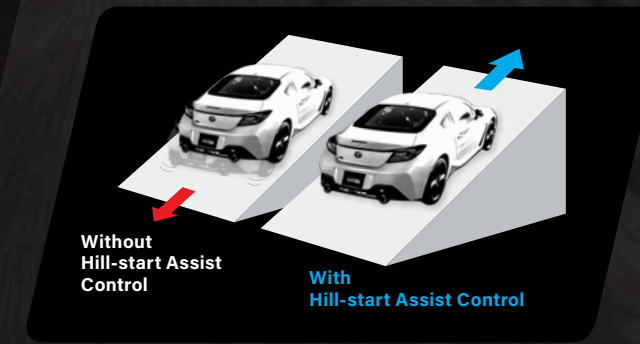 Without
Hill-start Assist
Control
With
Hill-start Assist Control